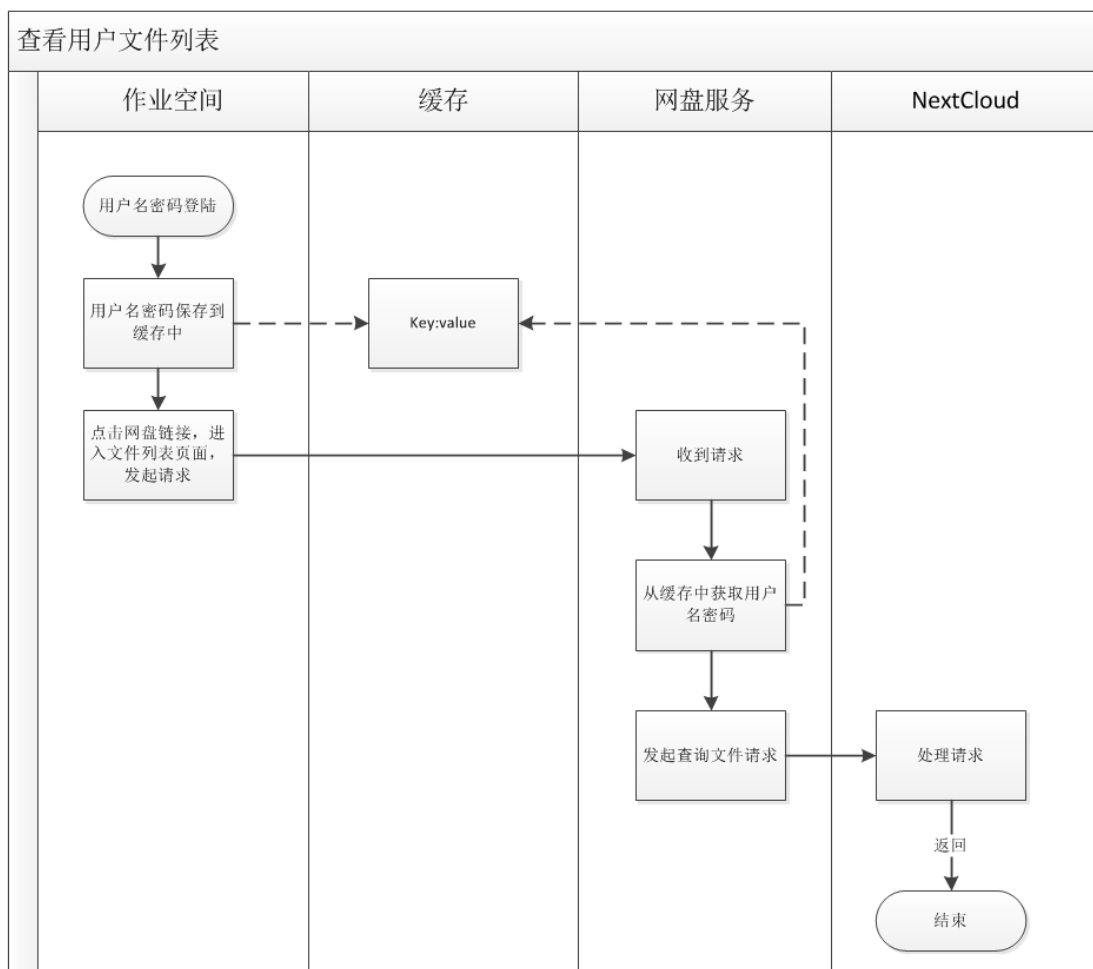 查看用户文件列表
作业空间
缓存
网盘服务
NextCloud
用户名密码登陆
用户名密码保存到
缓存中
Key:value
点击网盘链接，进
入文件列表页面，
发起请求
收到请求
从缓存中获取用户
名密码
发起查询文件请求
处理请求
返回
结束